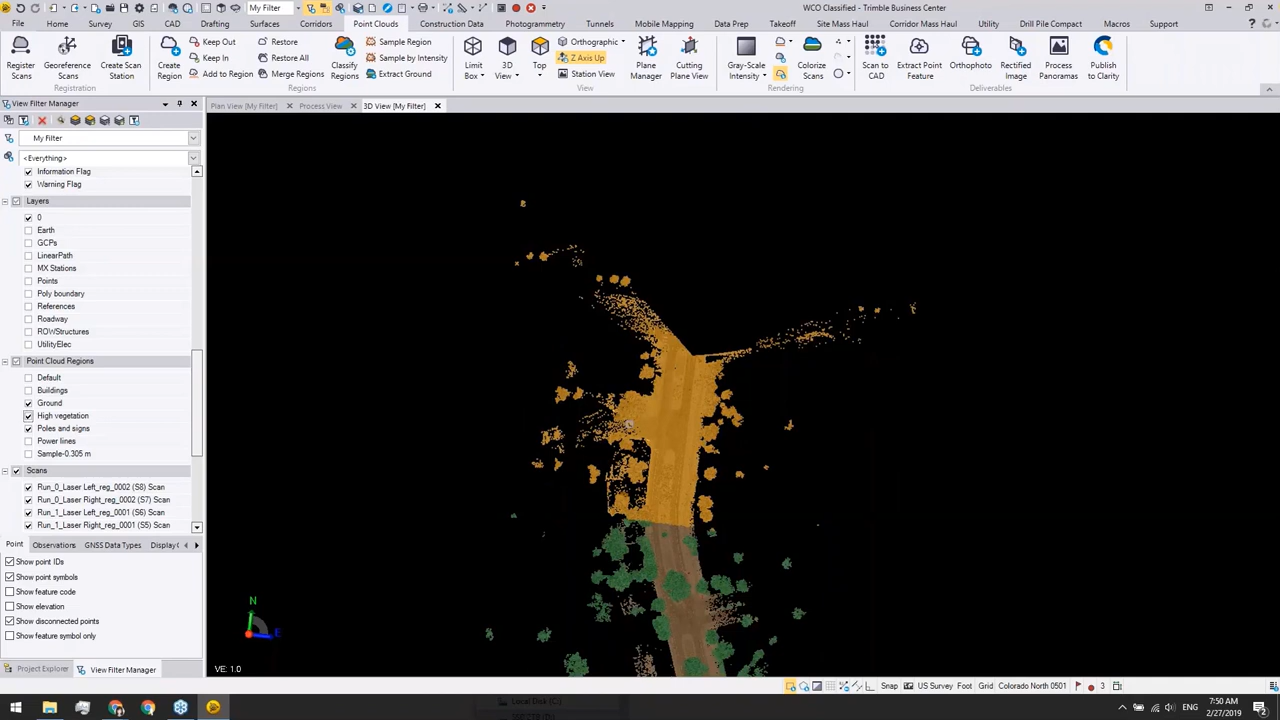 My Filter
WCO Classified - Trimble Business Center
Home
Survey
GIS
CAD
Drafting
Surfaces
Corridors
Point Clouds
Construction Data
Photogrammetry
Tunnels
Mobile Mapping
Data Prep
Takeoff
Site Mass Haul
Corridor Mass Haul
Utility
Drill Pile Compact
Macros
Support
Register Scans
Georeference Scans
Create Scan Station
Registration
Create Region
Keep Out
Keep In
Add to Region
Restore
Restore All
Merge Regions
Classify Regions
Sample Region
Sample by Intensity
Extract Ground
Regions
Limit Box
3D View
Top
Orthographic
Z Axis Up
Station View
Plane Manager
Cutting Plane View
View
Gray-Scale Intensity
Colorize Scans
Rendering
Scan to CAD
Extract Point Feature
Orthophoto
Rectified Image
Process Panoramas
Publish to Clarity
Deliverables
View Filter Manager
Plan View [My Filter]
Process View
3D View [My Filter]
My Filter
<Everything>
Information Flag
Warning Flag
Layers
0
Earth
GCPs
LinearPath
MX Stations
Points
Poly boundary
References
Roadway
ROWStructures
UtilityElec
Point Cloud Regions
Default
Buildings
Ground
High vegetation
Poles and signs
Power lines
Sample-0.305 m
Scans
Run_0_Laser Left_reg_0002 (S8) Scan
Run_0_Laser Right_reg_0002 (S7) Scan
Run_1_Laser Left_reg_0001 (S6) Scan
Run_1_Laser Right_reg_0001 (S5) Scan
Point
Observations
GNSS Data Types
Display
Show point IDs
Show point symbols
Show feature code
Show elevation
Show disconnected points
Show feature symbol only
N
E
VE: 1.0
Project Explorer
View Filter Manager
Snap
US Survey Foot
Grid
Colorado North 0501
3
Local Disk (C:)
ENG
7:50 AM
2/27/2019